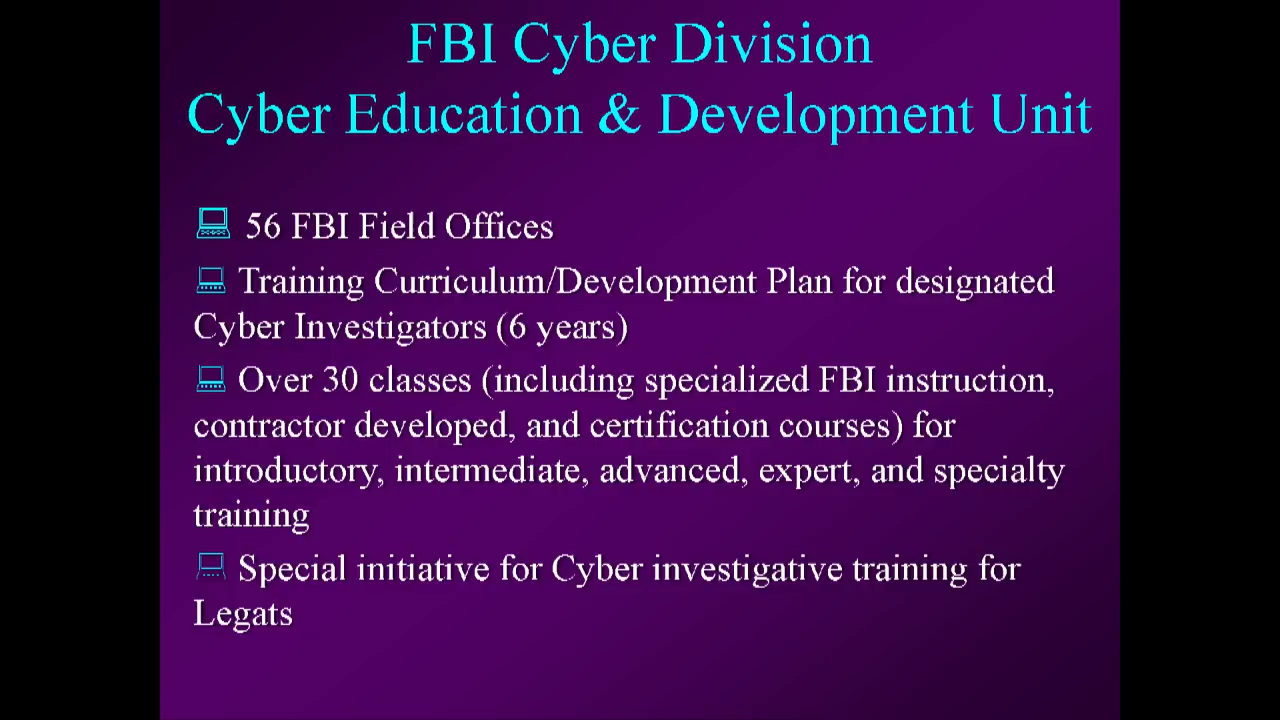 FBI Cyber Division
Cyber Education & Development Unit
56 FBI Field Offices
Training Curriculum/Development Plan for designated
Cyber Investigators (6 years)
Over 30 classes (including specialized FBI instruction,
contractor developed, and certification courses) for
introductory, intermediate, advanced, expert, and specialty
training
Special initiative for Cyber investigative training for
Legats